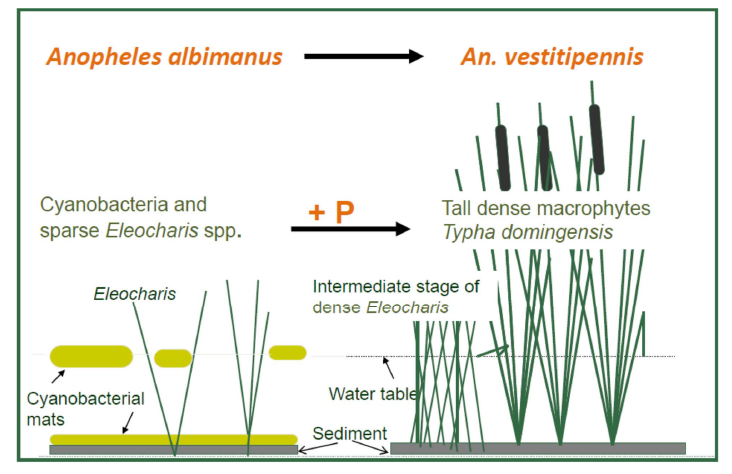 Anopheles albimanus An. vestitipennis
Cyanobacteria and
sparse Eleocharis spp.
+ P
Tall dense macrophytes
Typha domingensis
Eleocharis
Intermediate stage of
dense Eleocharis
Water table
Cyanobacterial
mats
Sediment